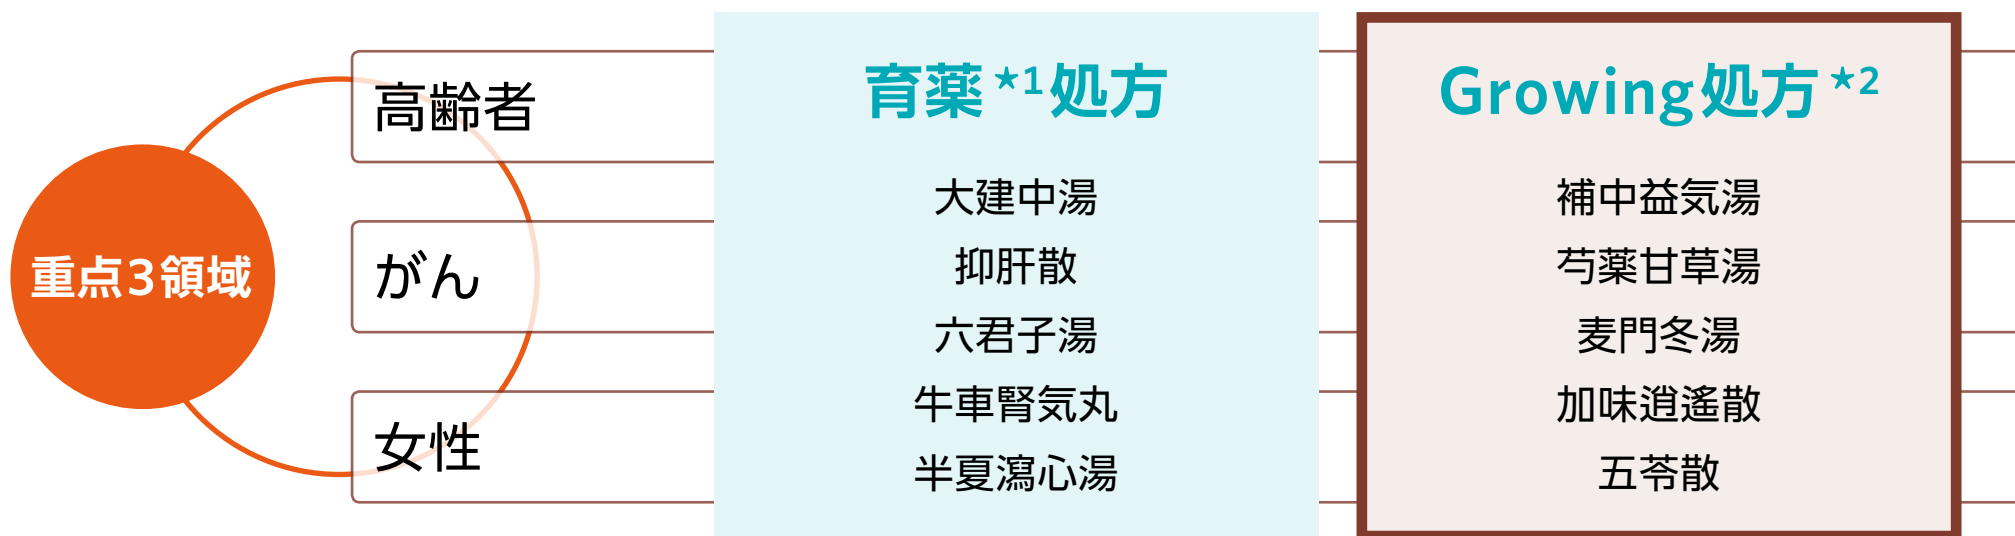 重点3領域
高齢者
がん
女性
育薬★1処方
大建中湯
抑肝散
六君子湯
牛車腎気丸
半夏瀉心湯
Growing処方★2
補中益気湯
芍薬甘草湯
麦門冬湯
加味逍遙散
五苓散